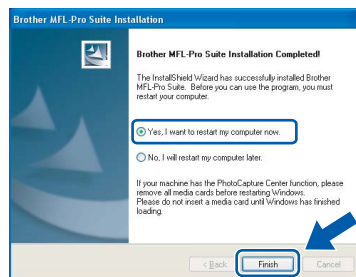 Brother MFL-Pro Suite Installation
Brother MFL-Pro Suite Installation Completed!
The InstallShield Wizard has successfully installed Brother
MFL-Pro Suite. Before you can use the program, you must
restart your computer.
Yes, I want to restart my computer now.
No, I will restart my computer later.
If your machine has the PhotoCapture Center function, please
remove all media cards before restarting Windows.
Please do not insert a media card until Windows has finished
loading.
< Back
Finish
Cancel